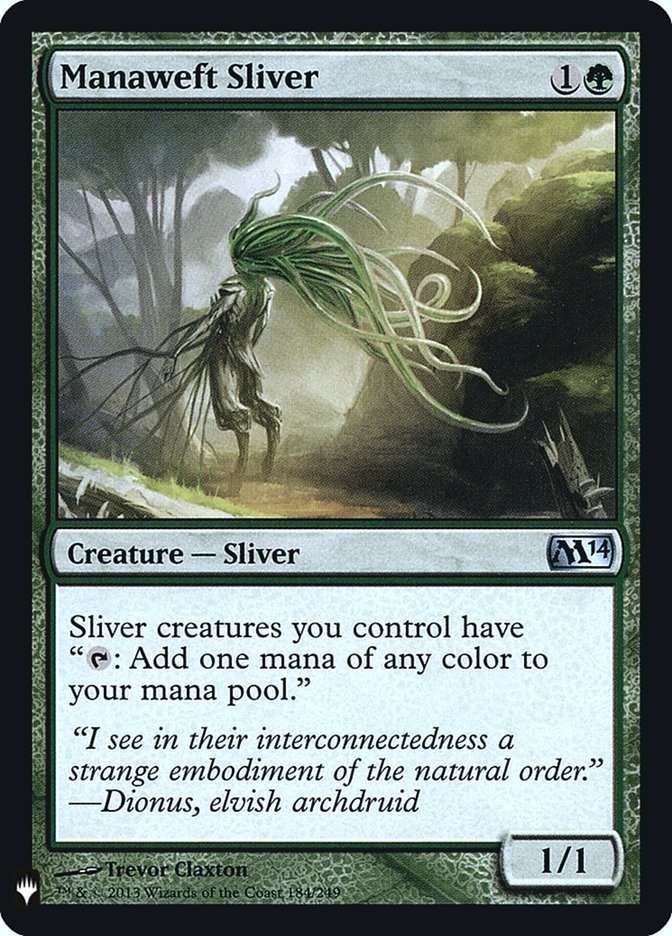 Manaweft Sliver 1
Creature — Sliver M14
Sliver creatures you control have
“: Add one mana of any color to
your mana pool.”
“I see in their interconnectedness a
strange embodiment of the natural order.”
—Dionus, elvish archdruid
1/1
Trevor Claxton
™ & © 2013 Wizards of the Coast 184/249